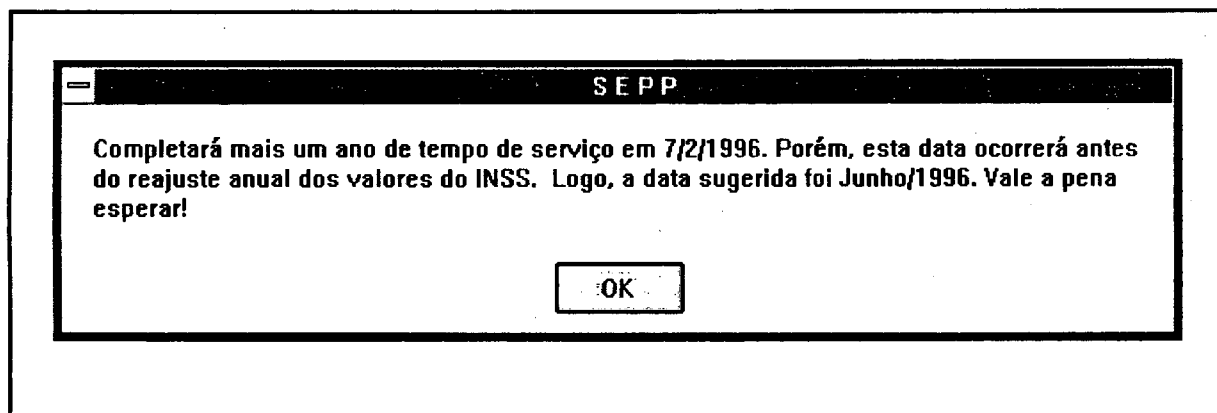 SEPP
Completará mais um ano de tempo de serviço em 7/2/1996. Porém, esta data ocorrerá antes
do reajuste anual dos valores do INSS. Logo, a data sugerida foi Junho/1996. Vale a pena
esperar!
OK